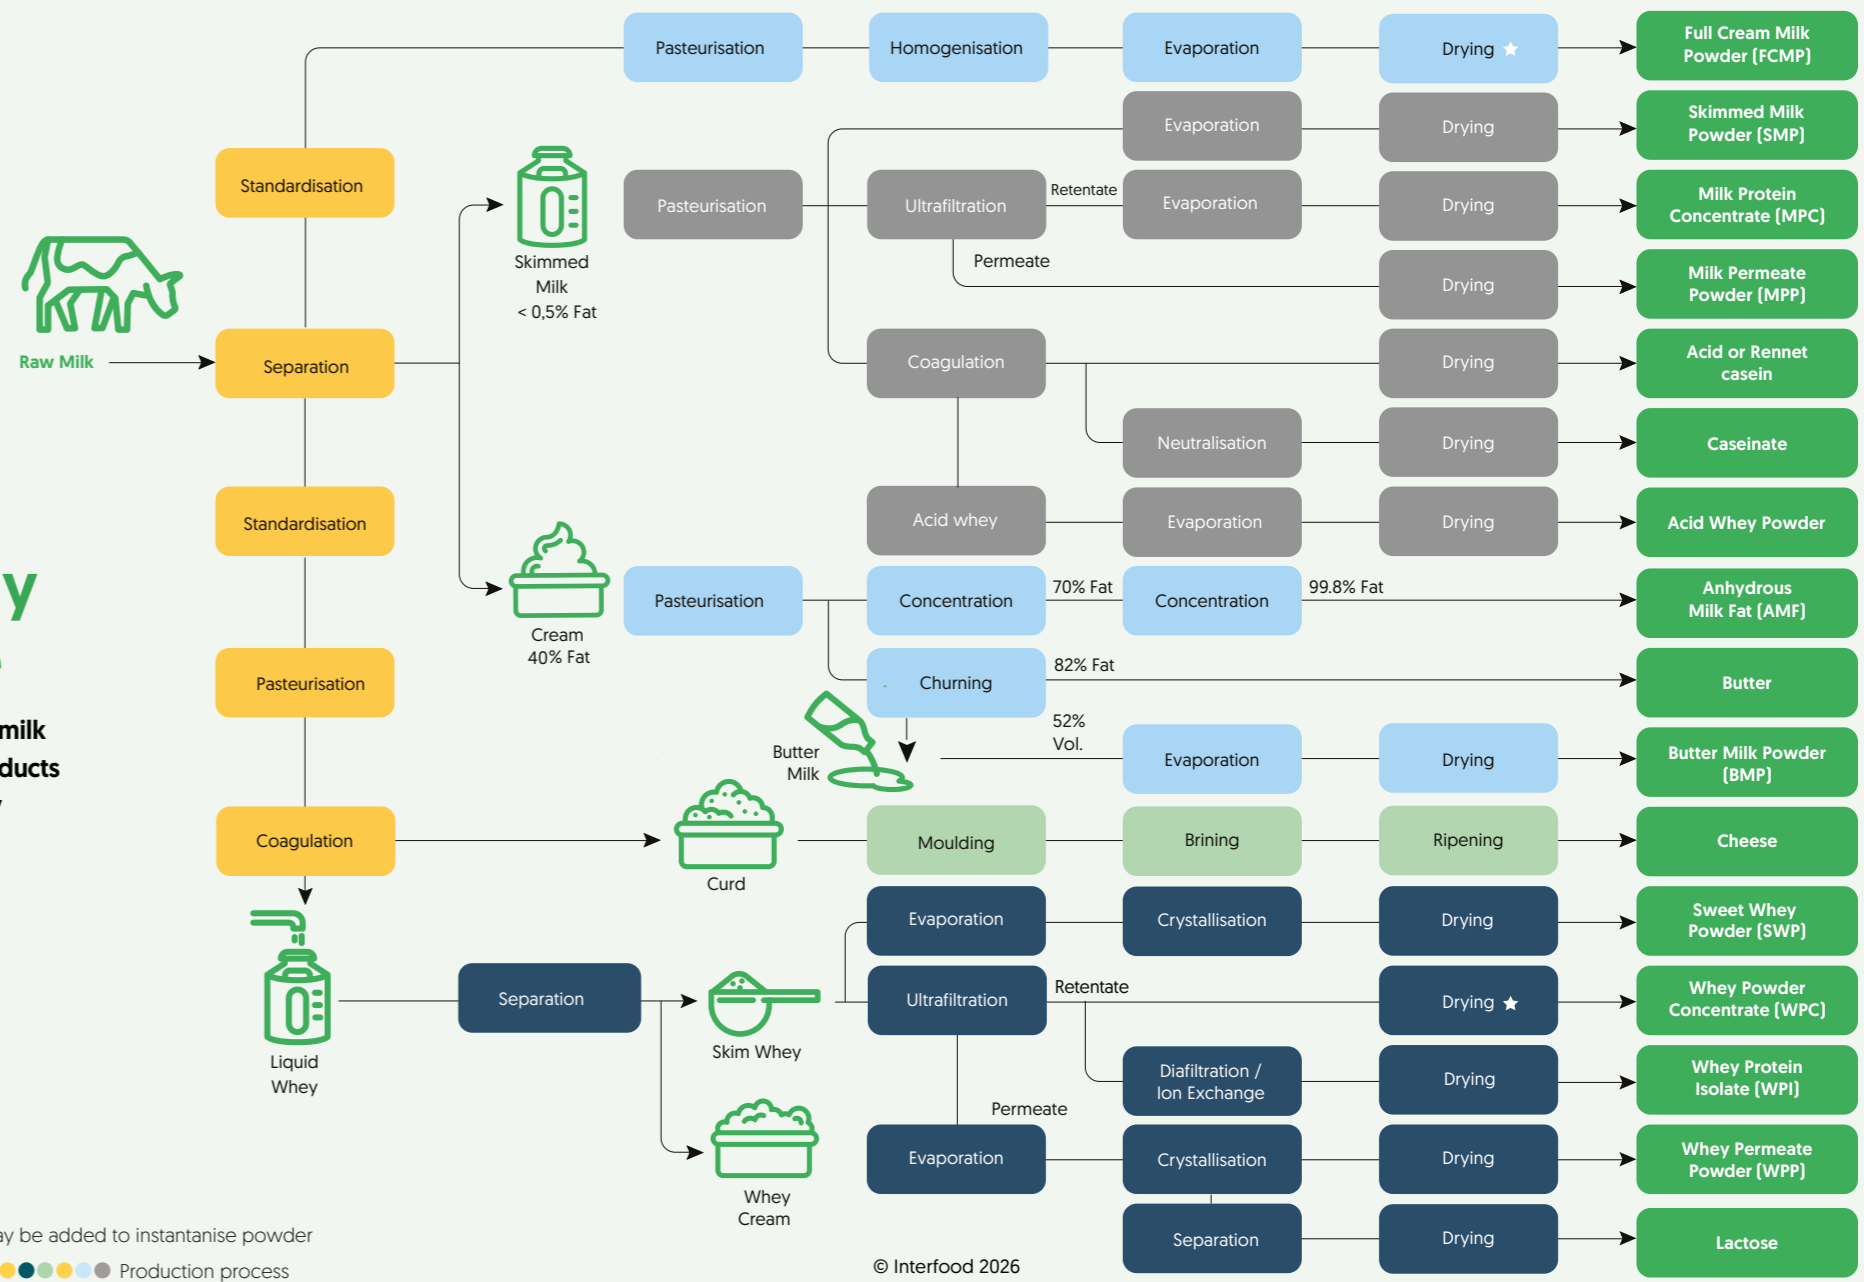 Pasteurisation
Homogenisation
Evaporation
Drying
Full Cream Milk
Powder (FCMP)
Evaporation
Drying
Skimmed Milk
Powder (SMP)
Standardisation
Skimmed
Milk
< 0,5% Fat
Pasteurisation
Ultrafiltration
Retentate
Evaporation
Drying
Milk Protein
Concentrate (MPC)
Permeate
Drying
Milk Permeate
Powder (MPP)
Raw Milk
Separation
Coagulation
Drying
Acid or Rennet
casein
Neutralisation
Drying
Caseinate
Standardisation
Acid whey
Evaporation
Drying
Acid Whey Powder
y
Cream
40% Fat
Pasteurisation
Concentration
70% Fat
Concentration
99.8% Fat
Anhydrous
Milk Fat (AMF)
Pasteurisation
Churning
82% Fat
Butter
milk
ducts
Butter
Milk
52%
Vol.
Evaporation
Drying
Butter Milk Powder
(BMP)
Coagulation
Curd
Moulding
Brining
Ripening
Cheese
Evaporation
Crystallisation
Drying
Sweet Whey
Powder (SWP)
Liquid
Whey
Separation
Skim Whey
Ultrafiltration
Retentate
Drying
Whey Powder
Concentrate (WPC)
Diafiltration /
Ion Exchange
Drying
Whey Protein
Isolate (WPI)
Permeate
Whey
Cream
Evaporation
Crystallisation
Drying
Whey Permeate
Powder (WPP)
Separation
Drying
Lactose
ay be added to instantanise powder
Production process
© Interfood 2026